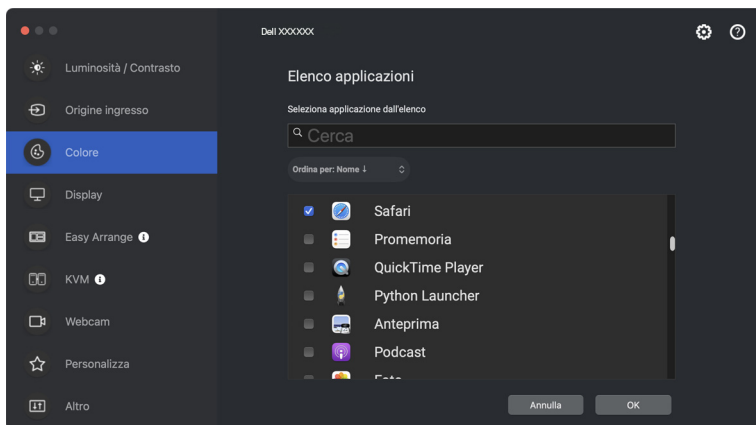 Dell XXXXXX
Luminosità / Contrasto
Origine ingresso
Colore
Display
Easy Arrange
KVM
Webcam
Personalizza
Altro
Elenco applicazioni
Seleziona applicazione dall'elenco
Cerca
Ordina per: Nome ↓
Safari
Promemoria
QuickTime Player
Python Launcher
Anteprima
Podcast
Annulla
OK